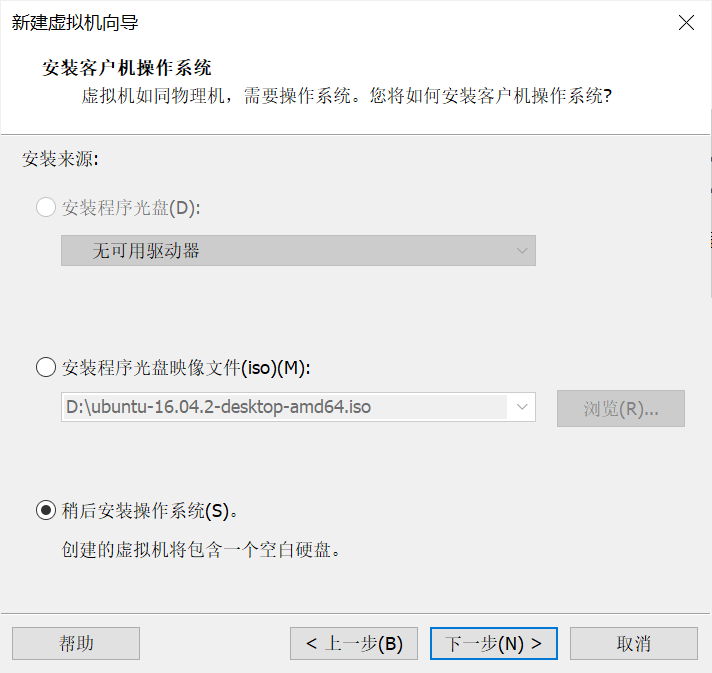 新建虚拟机向导
安装客户机操作系统
虚拟机如同物理机，需要操作系统。您将如何安装客户机操作系统?
安装来源:
安装程序光盘(D):
无可用驱动器
安装程序光盘映像文件(iso)(M):
D:\ubuntu-16.04.2-desktop-amd64.iso
浏览(R)...
稍后安装操作系统(S)。
创建的虚拟机将包含一个空白硬盘。
帮助
< 上一步(B)
下一步(N) >
取消